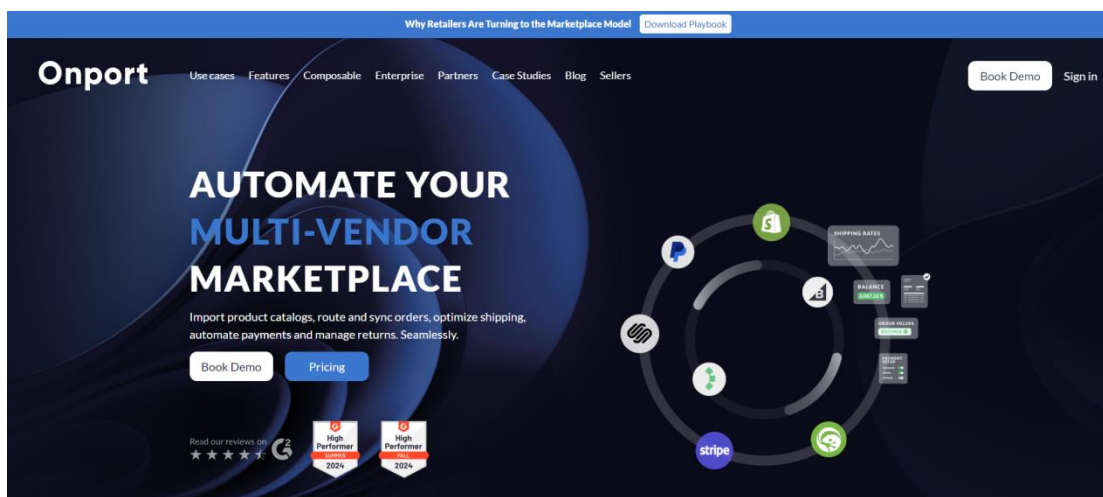 Why Retailers Are Turning to the Marketplace Model Download Playbook
Onport Use cases Features Composable Enterprise Partners Case Studies Blog Sellers Book Demo Sign in
AUTOMATE YOUR
MULTI-VENDOR
MARKETPLACE
Import product catalogs, route and sync orders, optimize shipping,
automate payments and manage returns. Seamlessly.
Book Demo Pricing
Read our reviews on
G2
High
Performer
SUMMER
2024
High
Performer
FALL
2024
SHIPPING RATES
BALANCE
stripe